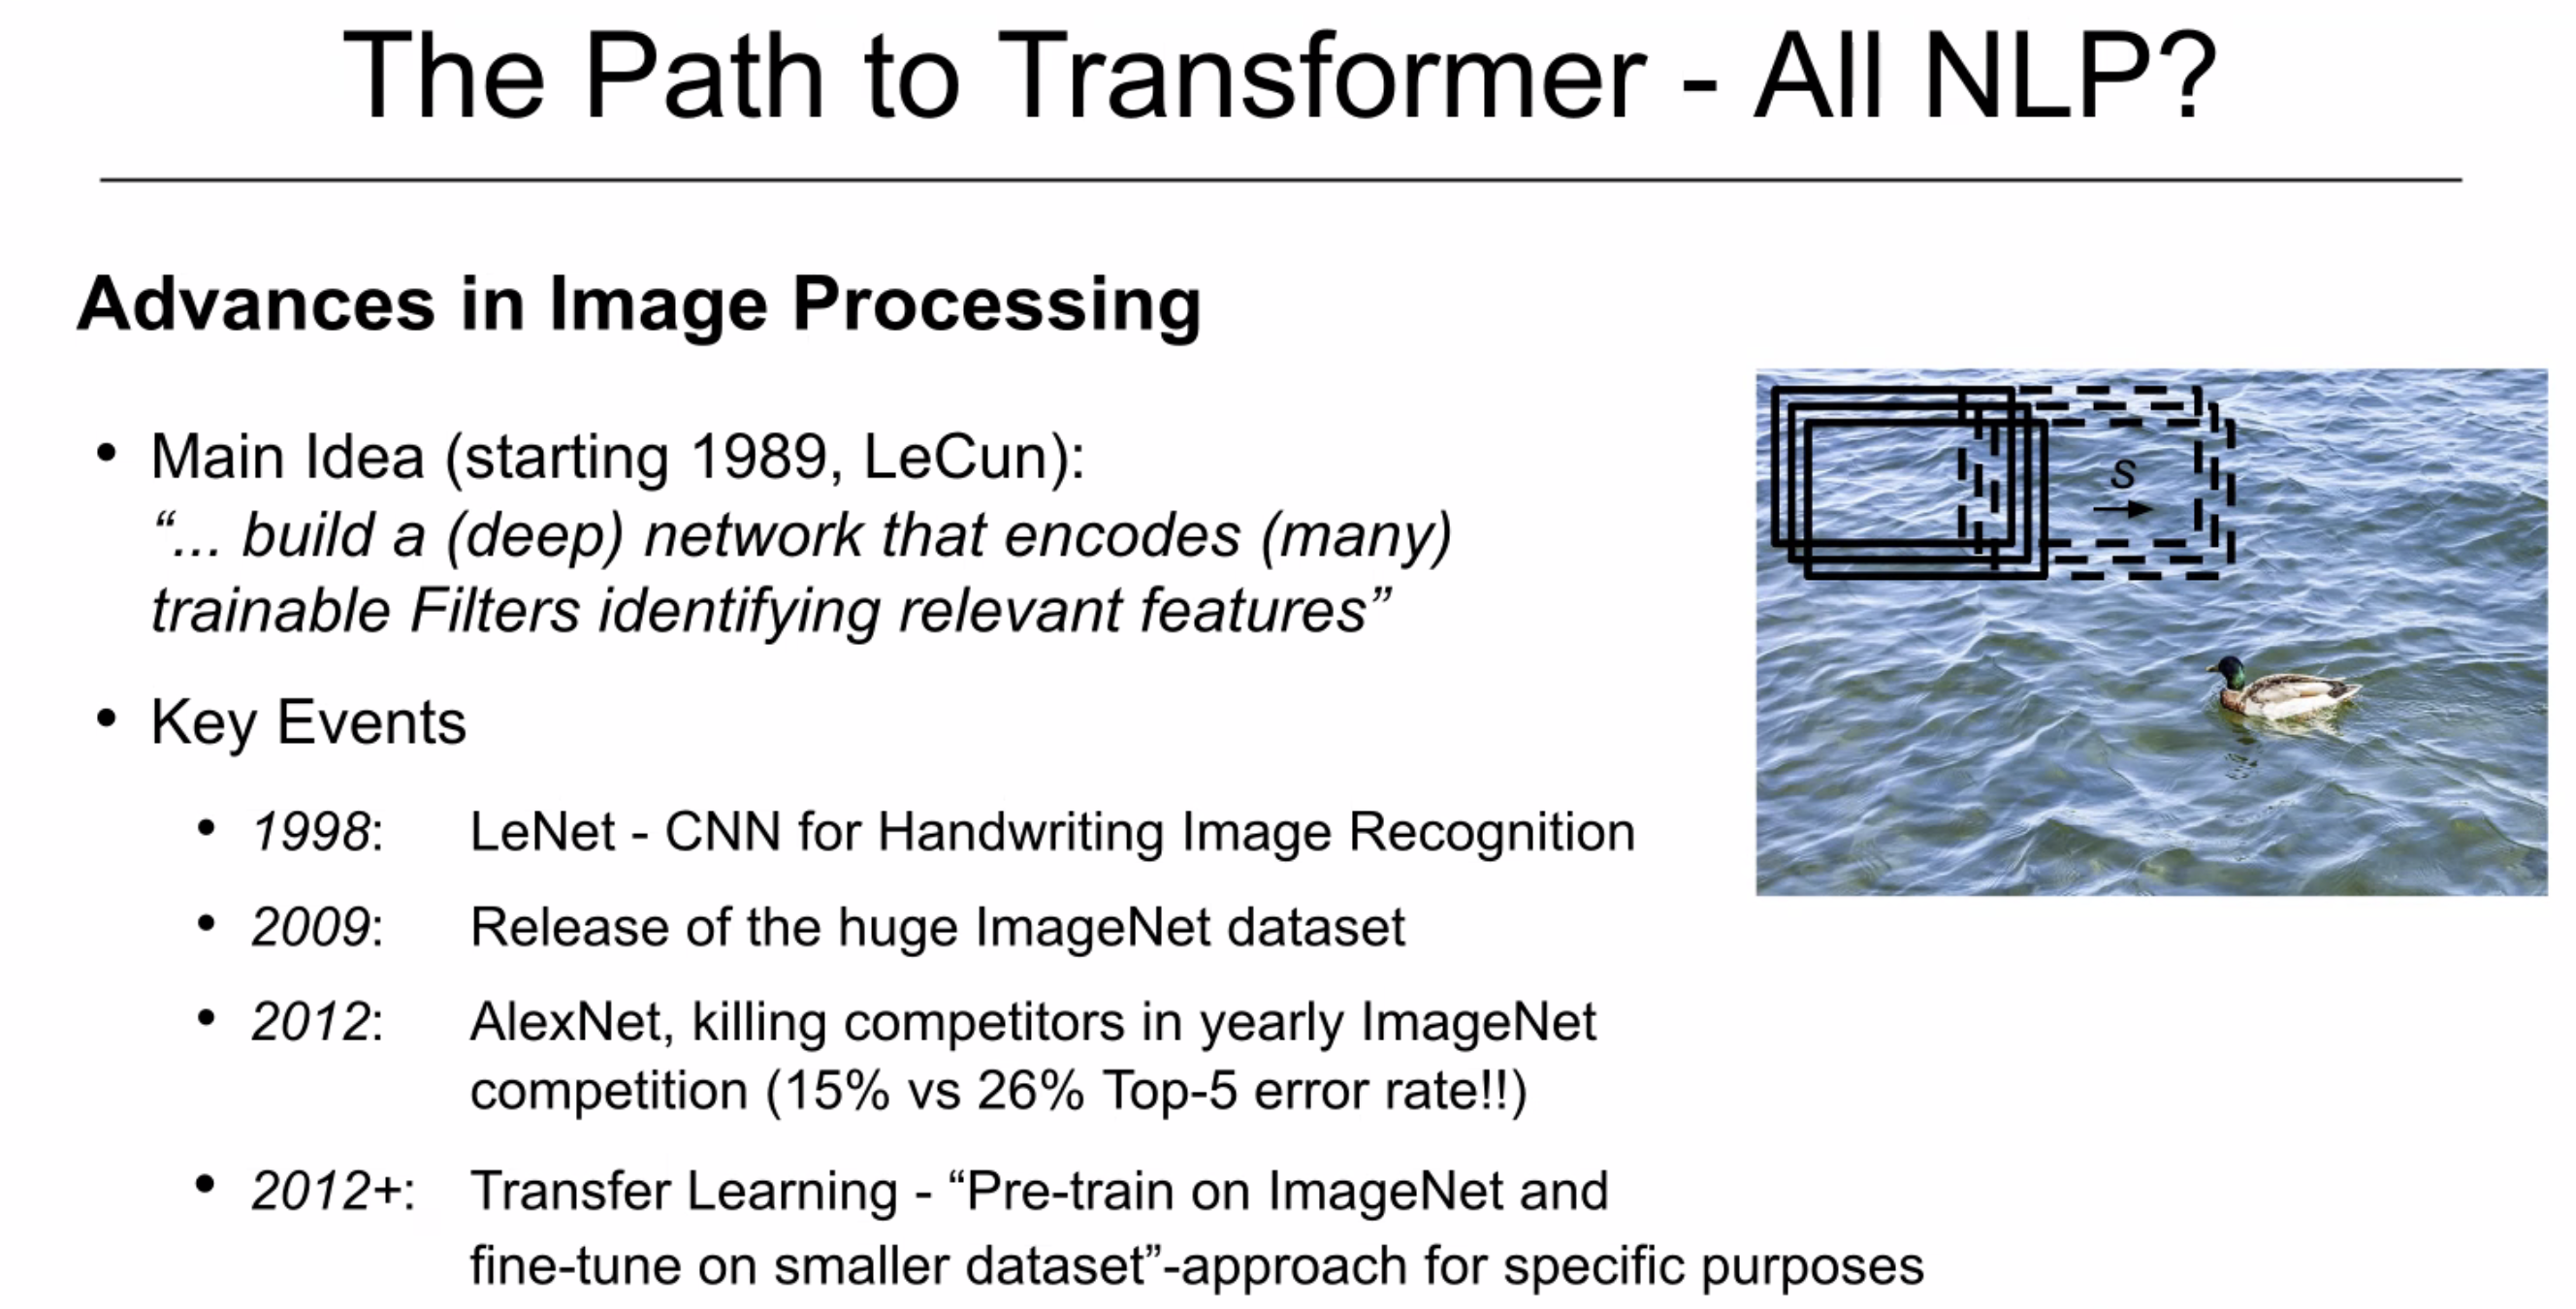 The Path to Transformer - All NLP?
Advances in Image Processing
• Main Idea (starting 1989, LeCun):
“... build a (deep) network that encodes (many)
trainable Filters identifying relevant features”
• Key Events
• 1998: LeNet - CNN for Handwriting Image Recognition
• 2009: Release of the huge ImageNet dataset
• 2012: AlexNet, killing competitors in yearly ImageNet
competition (15% vs 26% Top-5 error rate!!)
• 2012+: Transfer Learning - “Pre-train on ImageNet and
fine-tune on smaller dataset”-approach for specific purposes
s